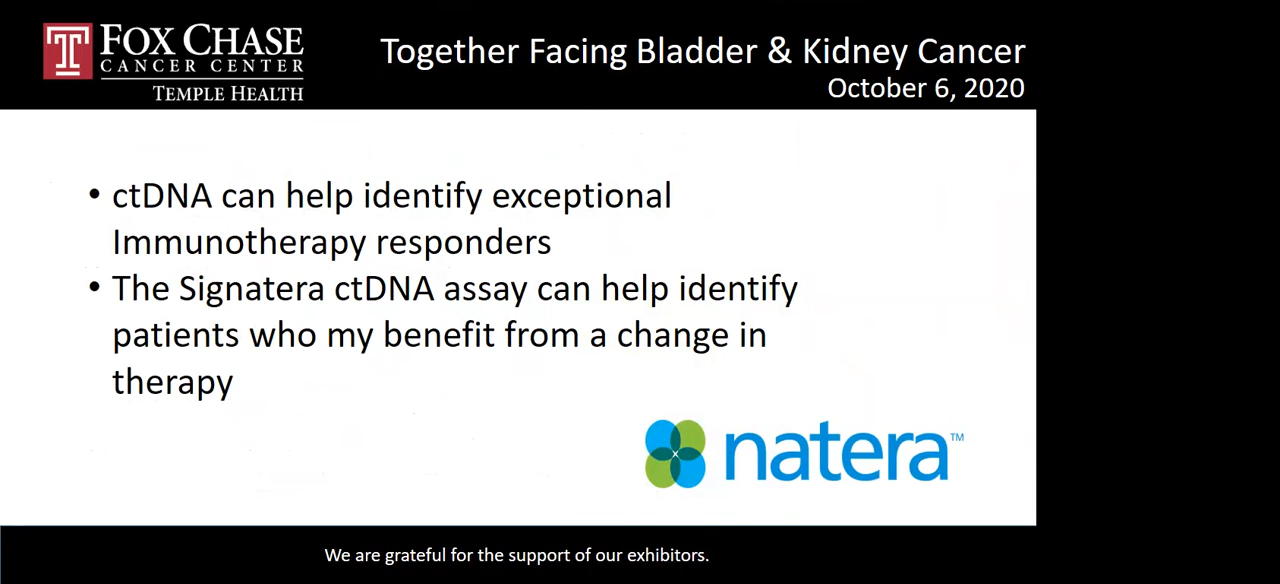 FOX CHASE
CANCER CENTER
TEMPLE HEALTH
Together Facing Bladder & Kidney Cancer
October 6, 2020
• ctDNA can help identify exceptional
Immunotherapy responders
• The Signatera ctDNA assay can help identify
patients who my benefit from a change in
therapy
natera™
We are grateful for the support of our exhibitors.